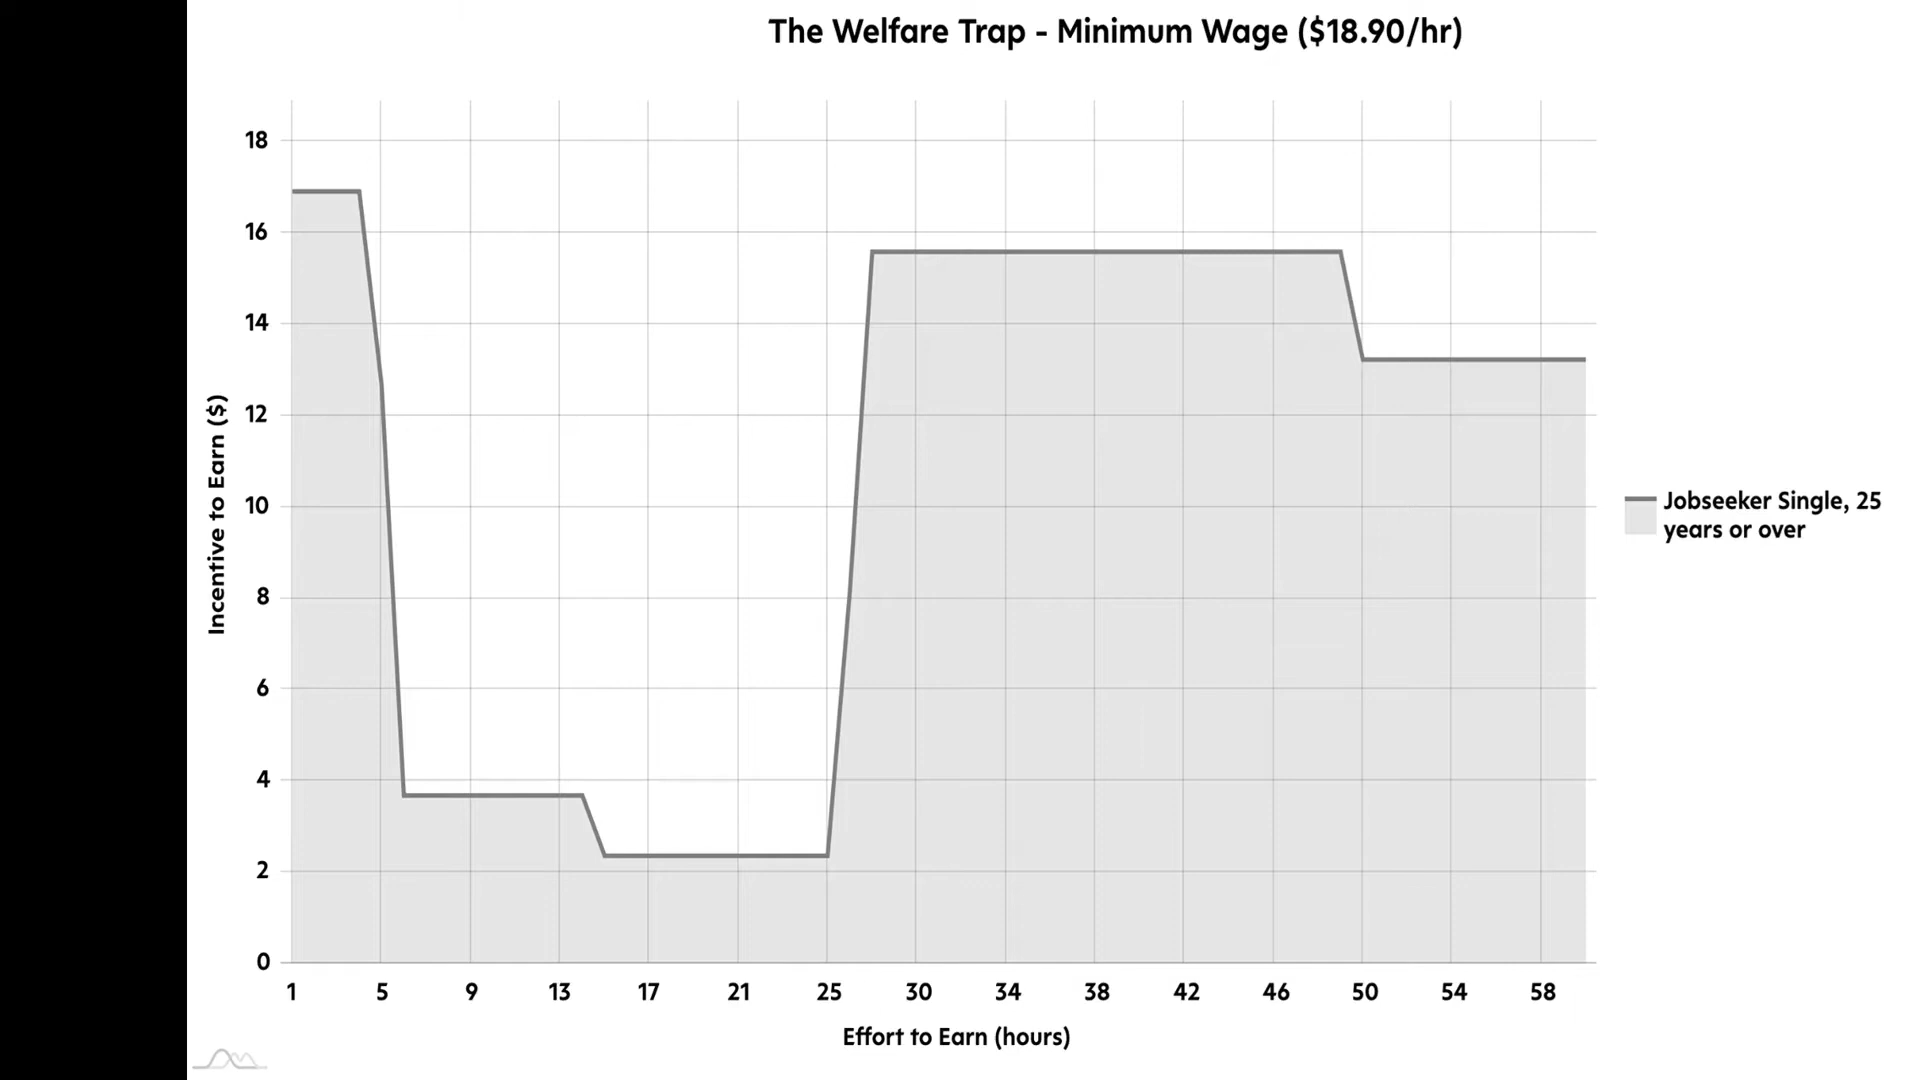 The Welfare Trap - Minimum Wage ($18.90/hr)
18
16
14
12
10
8
6
4
2
0
Incentive to Earn ($)
1 5 9 13 17 21 25 30 34 38 42 46 50 54 58
Effort to Earn (hours)
Jobseeker Single, 25
years or over